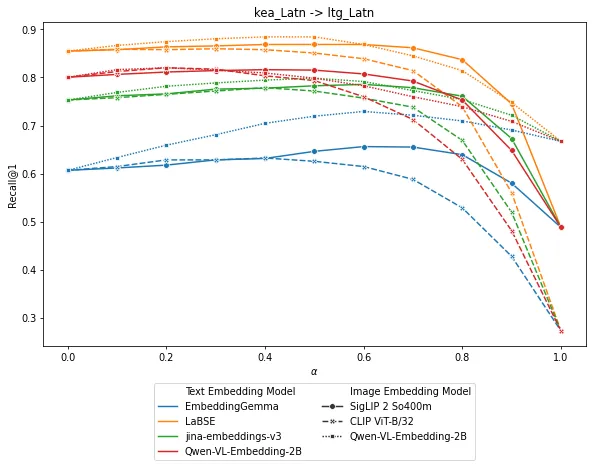 kea_Latn -> ltg_Latn
0.9
0.8
0.7
0.6
0.5
0.4
0.3
Recall@1
0.0 0.2 0.4 0.6 0.8 1.0
α
Text Embedding Model Image Embedding Model
EmbeddingGemma SigLIP 2 So400m
LaBSE CLIP ViT-B/32
jina-embeddings-v3 Qwen-VL-Embedding-2B
Qwen-VL-Embedding-2B